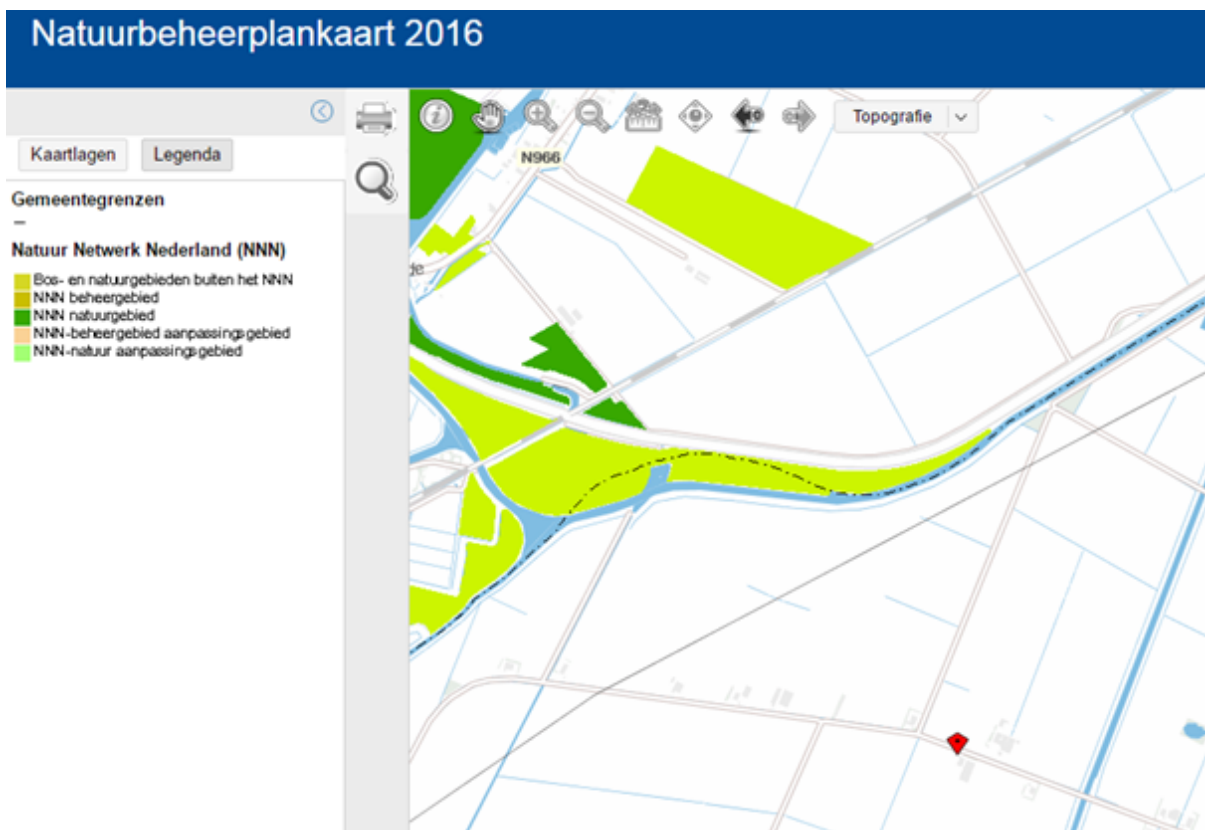 Natuurbeheerplankaart 2016
Kaartlagen
Legenda
Topografie
N966
Gemeentegrenzen
Natuur Netwerk Nederland (NNN)
Bos- en natuurgebieden buiten het NNN
NNN beheergebied
NNN natuurgebied
NNN-beheergebied aanpassingsgebied
NNN-natuur aanpassingsgebied
de